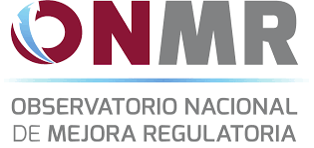 ONMR
OBSERVATORIO NACIONAL
DE MEJORA REGULATORIA